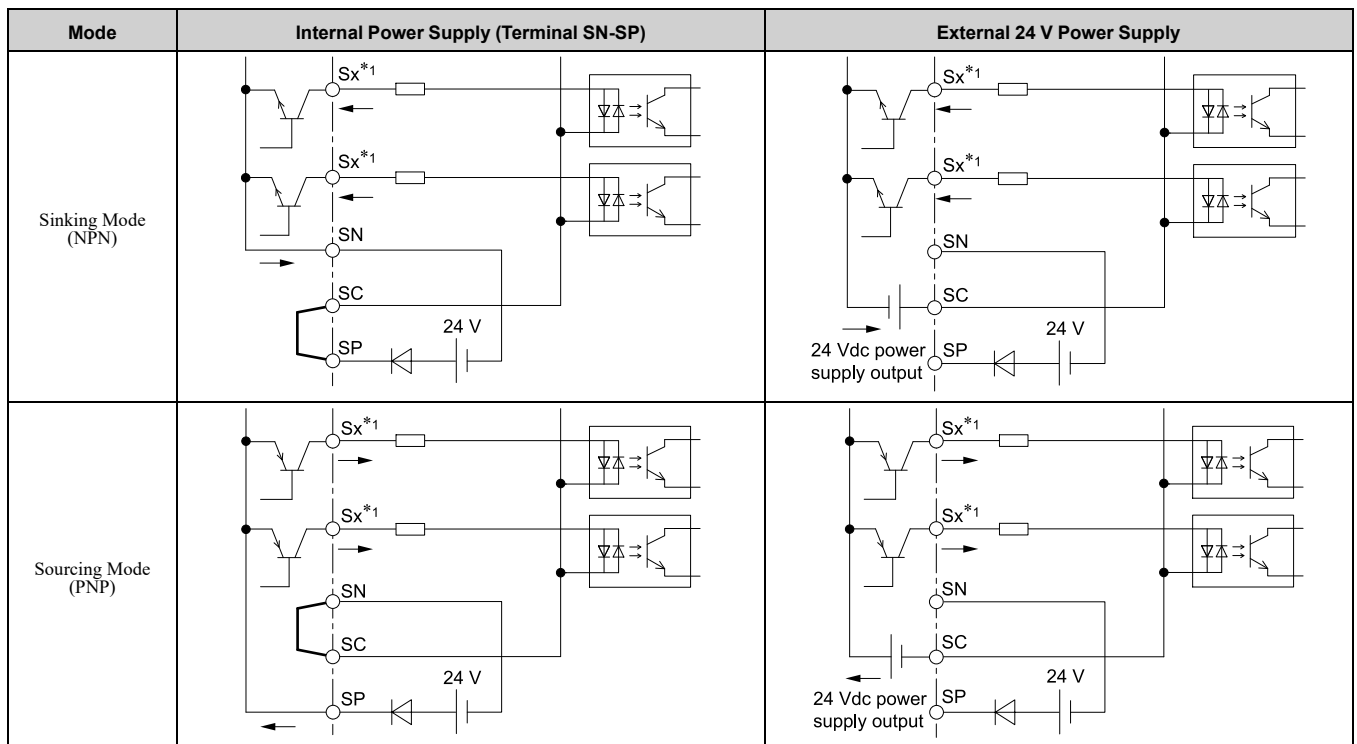 Mode
Internal Power Supply (Terminal SN-SP)
External 24 V Power Supply
Sinking Mode
(NPN)
Sx*1
Sx*1
SN
SC
24 V
SP
Sx*1
Sx*1
SN
SC
24 V
24 Vdc power
supply output
SP
Sourcing Mode
(PNP)
Sx*1
Sx*1
SN
SC
24 V
SP
Sx*1
Sx*1
SN
SC
24 V
24 Vdc power
supply output
SP